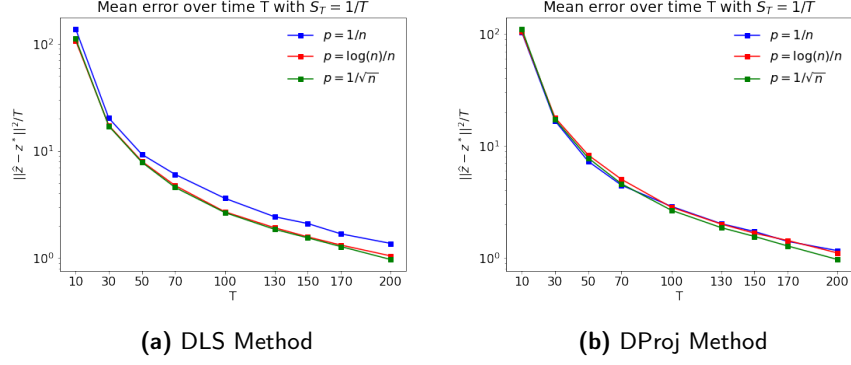 Mean error over time T with $S_T = 1/T$
$||\hat{z} - z^*||^2/T$
$10^2$
$10^1$
$10^0$
p = 1/n
p = log(n)/n
p = 1/√n
10 30 50 70 100 130 150 170 200
T
(a) DLS Method
Mean error over time T with $S_T = 1/T$
$||\hat{z} - z^*||^2/T$
$10^2$
$10^1$
$10^0$
p = 1/n
p = log(n)/n
p = 1/√n
10 30 50 70 100 130 150 170 200
T
(b) DProj Method